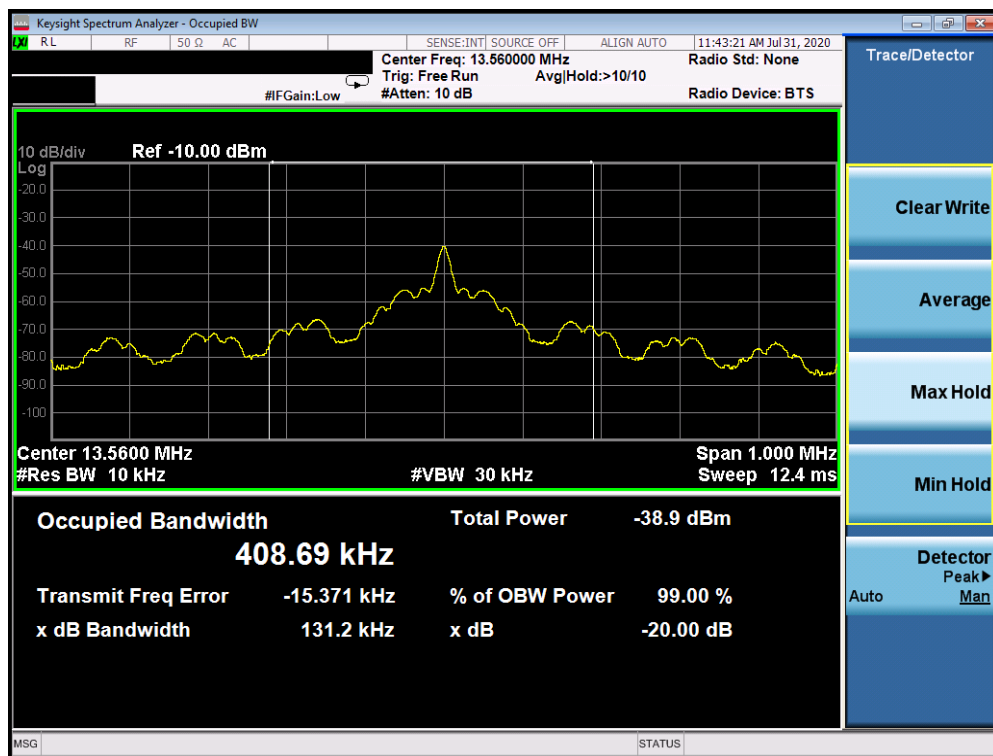 Keysight Spectrum Analyzer - Occupied BW
LXI RL RF 50 Ω AC SENSE:INT SOURCE OFF ALIGN AUTO 11:43:21 AM Jul 31, 2020
Center Freq: 13.560000 MHz Radio Std: None
Trig: Free Run Avg|Hold:>10/10
#IFGain:Low #Atten: 10 dB Radio Device: BTS
Trace/Detector
10 dB/div Ref -10.00 dBm
Log
-20.0
-30.0
-40.0
-50.0
-60.0
-70.0
-80.0
-90.0
-100
Center 13.5600 MHz Span 1.000 MHz
#Res BW 10 kHz #VBW 30 kHz Sweep 12.4 ms
Occupied Bandwidth Total Power -38.9 dBm
408.69 kHz
Transmit Freq Error -15.371 kHz % of OBW Power 99.00 %
x dB Bandwidth 131.2 kHz x dB -20.00 dB
Clear Write
Average
Max Hold
Min Hold
Detector
Peak▶
Auto Man
MSG STATUS